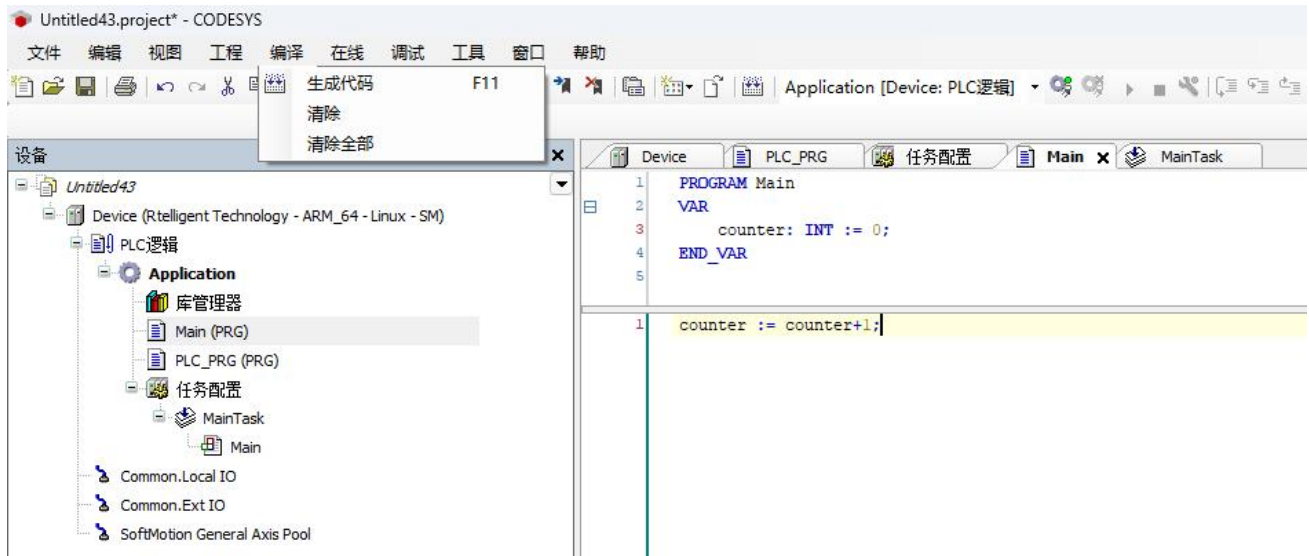 Untitled43.project* - CODESYS
文件 编辑 视图 工程 编译 在线 调试 工具 窗口 帮助
生成代码 F11
清除
清除全部
Application [Device: PLC逻辑]
设备
Untitled43
Device (Rtelligent Technology - ARM_64 - Linux - SM)
PLC逻辑
Application
库管理器
Main (PRG)
PLC_PRG (PRG)
任务配置
MainTask
Main
Common.Local IO
Common.Ext IO
SoftMotion General Axis Pool
Device PLC_PRG 任务配置 Main MainTask
1 PROGRAM Main
2 VAR
3 counter: INT := 0;
4 END_VAR
5
1 counter := counter+1;